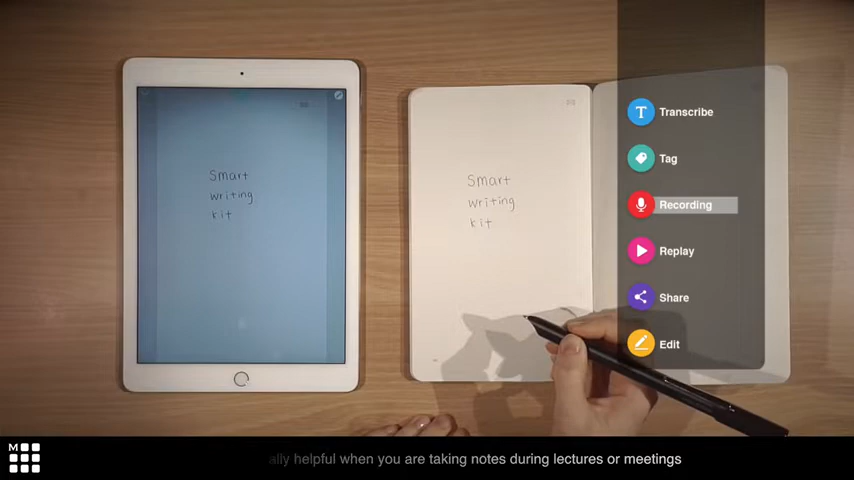 Smart
writing
kit
Smart
writing
kit
Transcribe
Tag
Recording
Replay
Share
Edit
M
helpful when you are taking notes during lectures or meetings